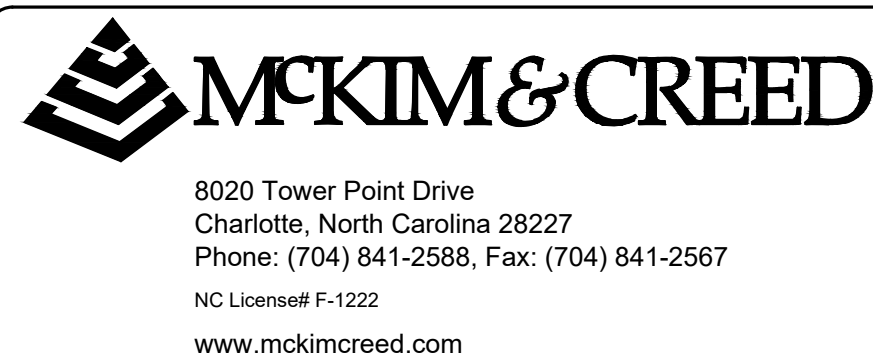 McKIM & CREED
8020 Tower Point Drive
Charlotte, North Carolina 28227
Phone: (704) 841-2588, Fax: (704) 841-2567
NC License# F-1222
www.mckimcreed.com